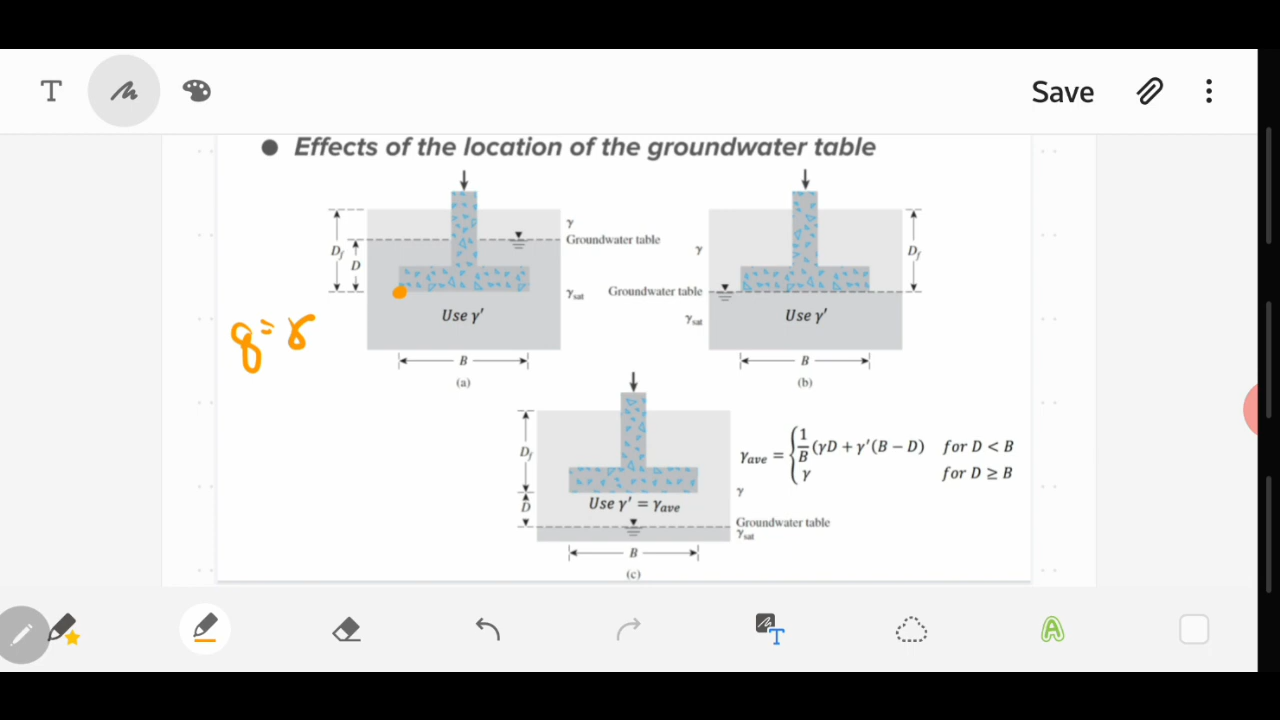 T
Save
● Effects of the location of the groundwater table
γ
Groundwater table
D_f
D
γ_sat
Use γ′
B
(a)
γ
D_f
Groundwater table
γ_sat
Use γ′
B
(b)
q = γ
D_f
D
Use γ′ = γ_ave
γ
Groundwater table
γ_sat
B
(c)
γ_ave = { 1/B (γD + γ′(B − D) for D < B
γ for D ≥ B
T
A